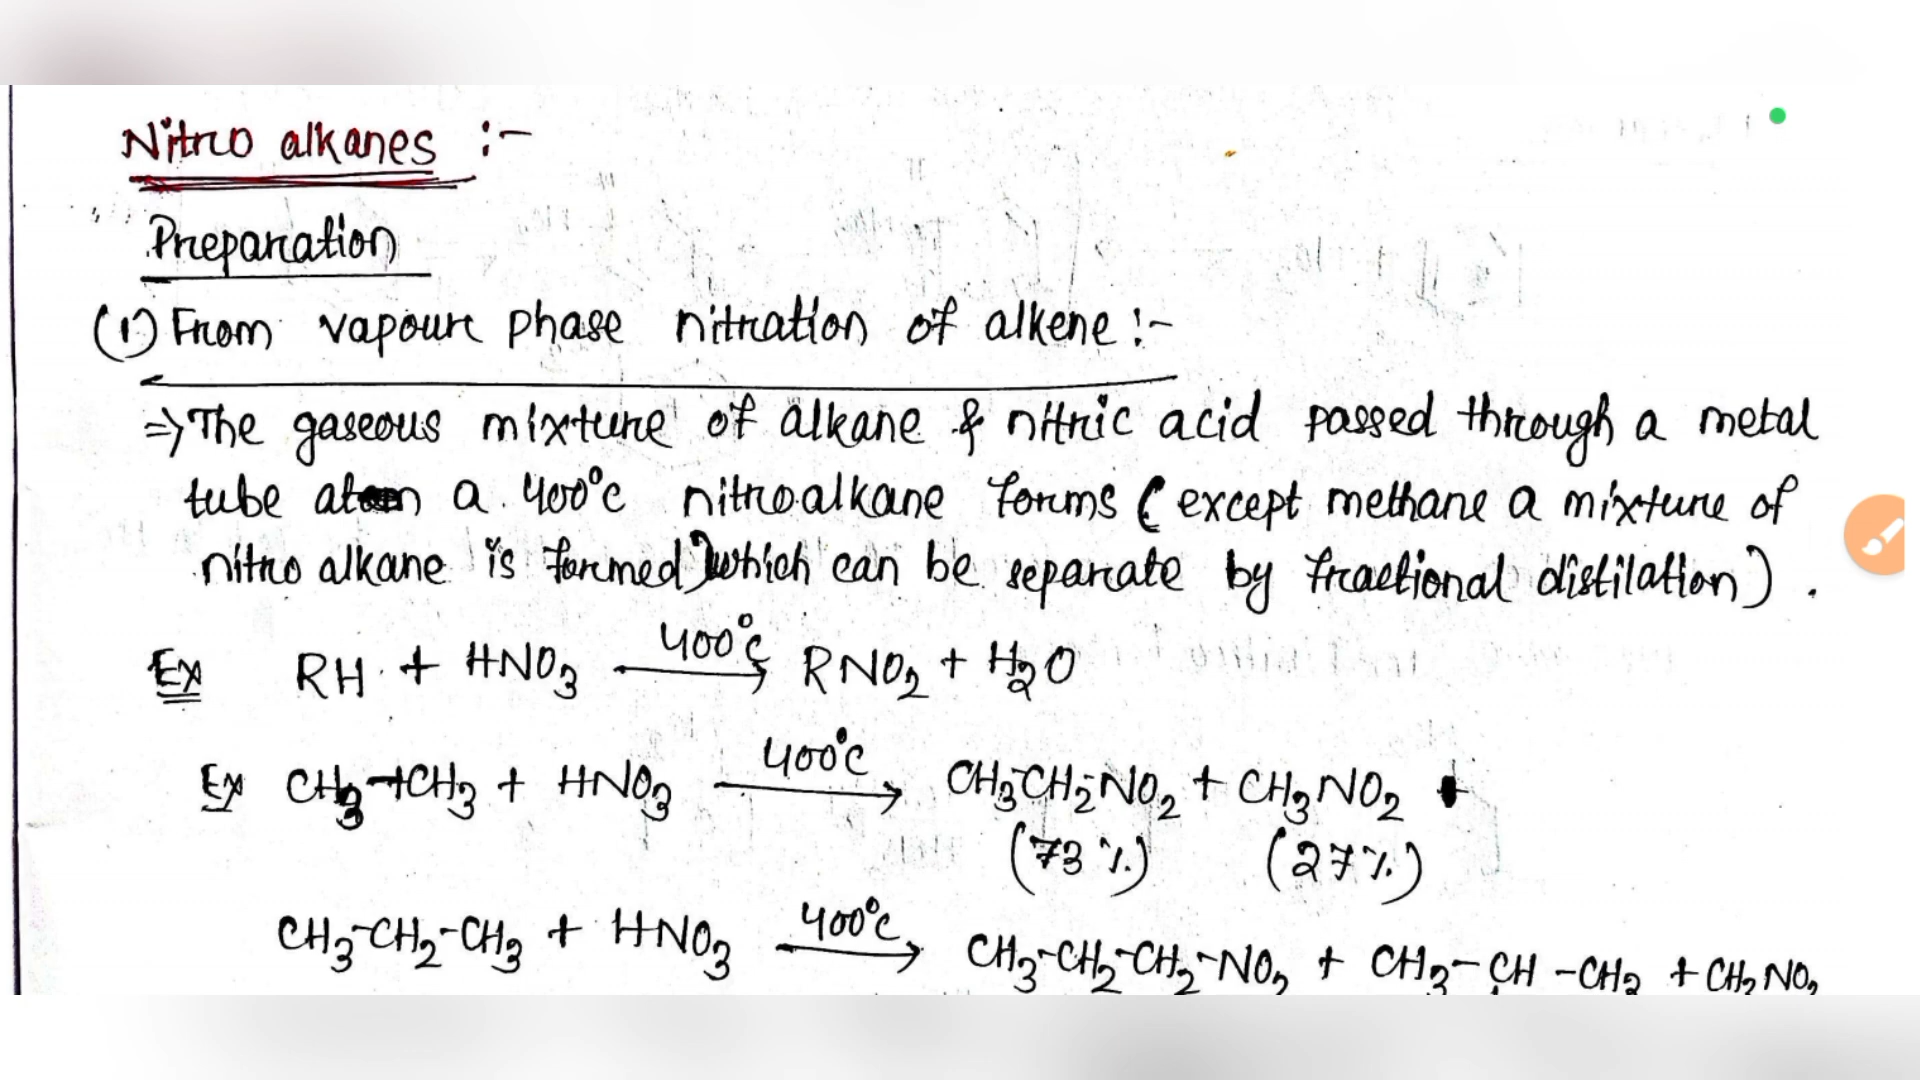 Nitro alkanes :-
Preparation
(1) From vapour phase nitration of alkene :-
⇒ The gaseous mixture of alkane & nitric acid passed through a metal
tube at a 400°c nitroalkane forms ( except methane a mixture of
nitro alkane is formed) which can be separate by fractional distilation) .
Ex RH + HNO3 400°c → RNO2 + H2O
Ex CH3-CH3 + HNO3 400°c → CH3-CH2-NO2 + CH3NO2 +
(73 %) (27%)
CH3-CH2-CH3 + HNO3 400°c → CH3-CH2-CH2-NO2 + CH3-CH-CH3 + CH3NO2